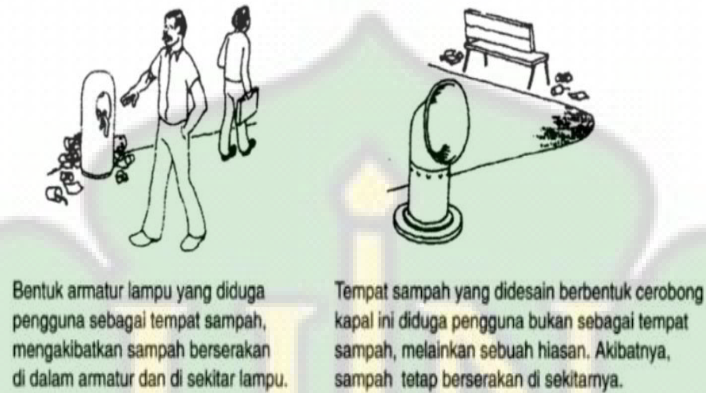 Bentuk armatur lampu yang diduga
pengguna sebagai tempat sampah,
mengakibatkan sampah berserakan
di dalam armatur dan di sekitar lampu.
Tempat sampah yang didesain berbentuk cerobong
kapal ini diduga pengguna bukan sebagai tempat
sampah, melainkan sebuah hiasan. Akibatnya,
sampah tetap berserakan di sekitarnya.